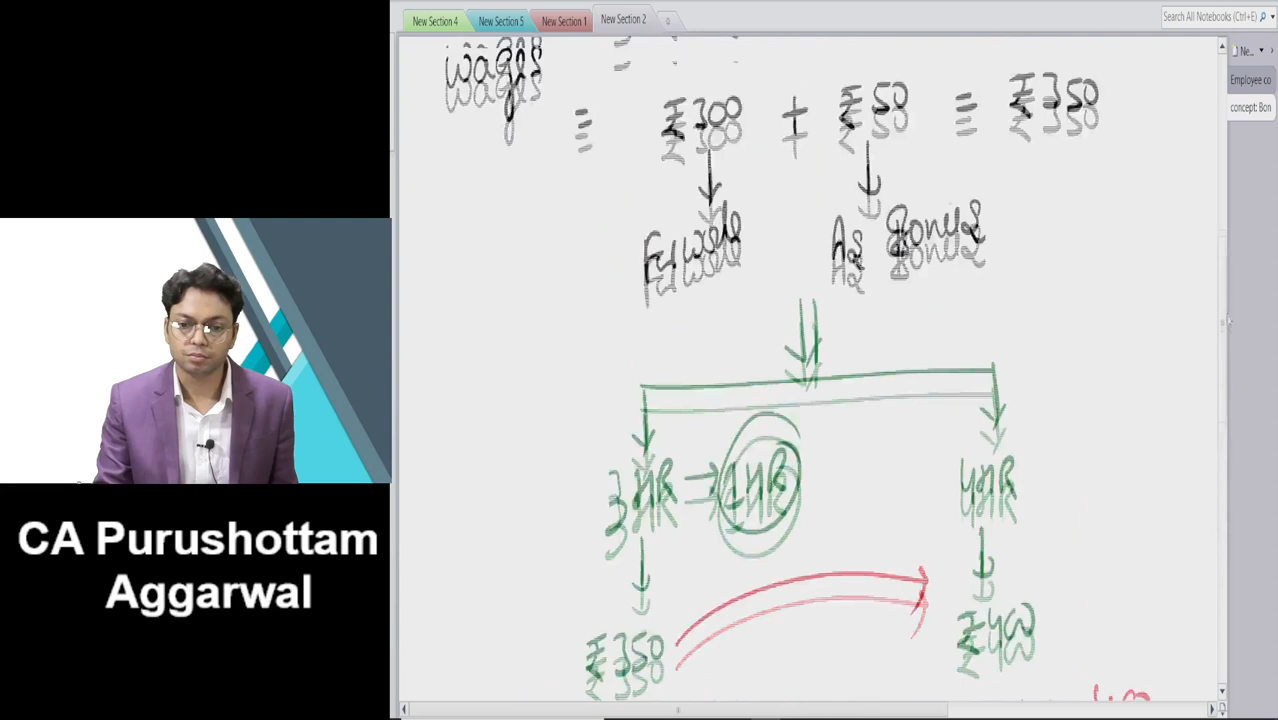 New Section 4 New Section 5 New Section 1 New Section 2
Search All Notebooks (Ctrl+E)
Ne...
Employee co
concept: Bon
wages
= ₹300 + ₹50 = ₹350
As Bonus
3HR → 1HR 4HR
₹350 ₹400
CA Purushottam
Aggarwal